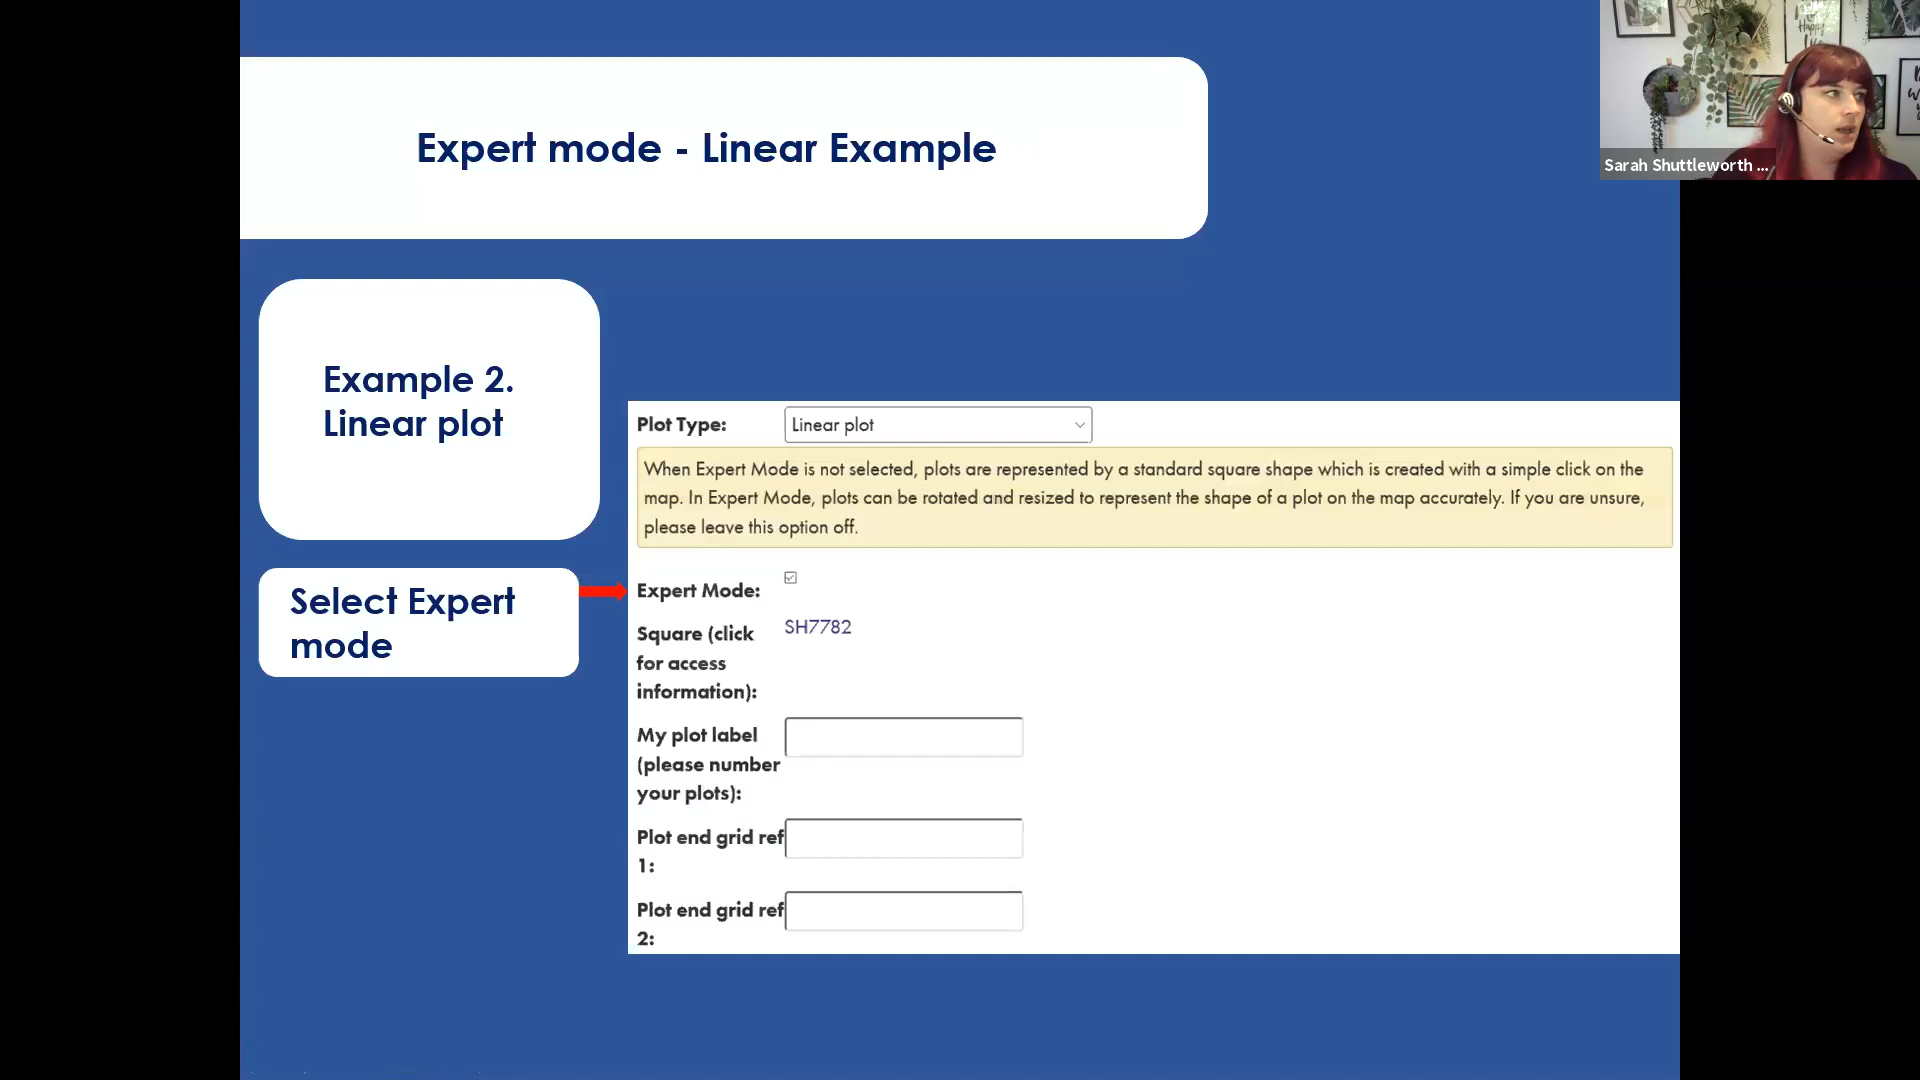 Expert mode - Linear Example
Sarah Shuttleworth ...
Example 2.
Linear plot
Select Expert
mode
Plot Type:
Linear plot
When Expert Mode is not selected, plots are represented by a standard square shape which is created with a simple click on the
map. In Expert Mode, plots can be rotated and resized to represent the shape of a plot on the map accurately. If you are unsure,
please leave this option off.
Expert Mode:
Square (click
for access
information):
SH7782
My plot label
(please number
your plots):
Plot end grid ref
1:
Plot end grid ref
2: